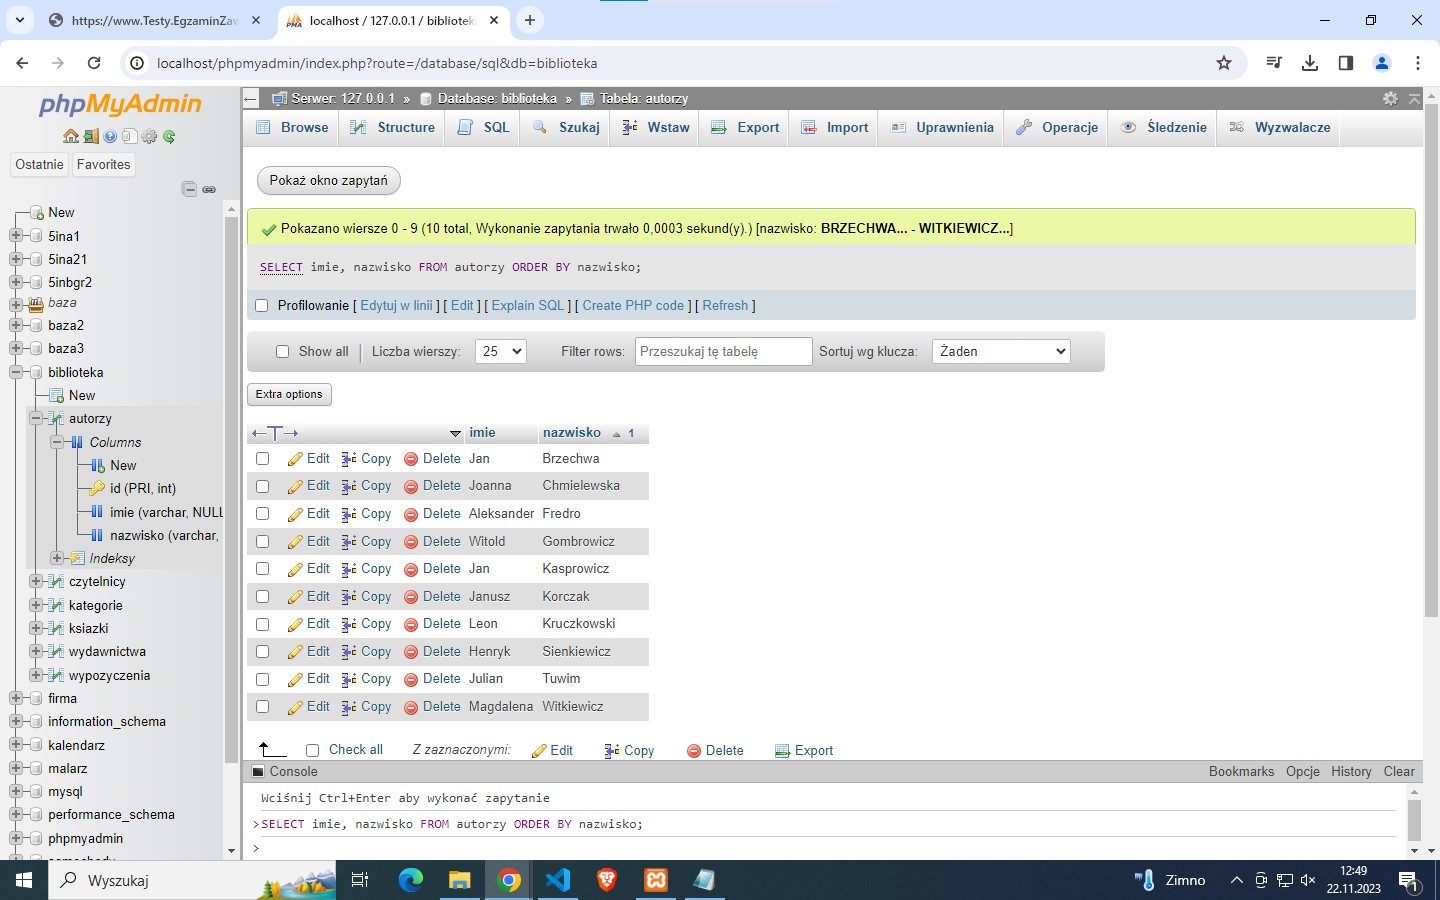 https://www.Testy.EgzaminZaw
localhost / 127.0.0.1 / biblioteka
localhost/phpmyadmin/index.php?route=/database/sql&db=biblioteka
phpMyAdmin
Ostatnie Favorites
New
5ina1
5ina21
5inbgr2
baza
baza2
baza3
biblioteka
New
autorzy
Columns
New
id (PRI, int)
imie (varchar, NULL
nazwisko (varchar,
Indeksy
czytelnicy
kategorie
ksiazki
wydawnictwa
wypozyczenia
firma
information_schema
kalendarz
malarz
mysql
performance_schema
phpmyadmin
Serwer: 127.0.0.1 » Database: biblioteka » Tabela: autorzy
Browse Structure SQL Szukaj Wstaw Export Import Uprawnienia Operacje Śledzenie Wyzwalacze
Pokaż okno zapytań
Pokazano wiersze 0 - 9 (10 total, Wykonanie zapytania trwało 0,0003 sekund(y).) [nazwisko: BRZECHWA... - WITKIEWICZ...]
SELECT imie, nazwisko FROM autorzy ORDER BY nazwisko;
Profilowanie [ Edytuj w linii ] [ Edit ] [ Explain SQL ] [ Create PHP code ] [ Refresh ]
Show all Liczba wierszy: 25 Filter rows: Przeszukaj tę tabelę Sortuj wg klucza: Żaden
Extra options
imie nazwisko 1
Edit Copy Delete Jan Brzechwa
Edit Copy Delete Joanna Chmielewska
Edit Copy Delete Aleksander Fredro
Edit Copy Delete Witold Gombrowicz
Edit Copy Delete Jan Kasprowicz
Edit Copy Delete Janusz Korczak
Edit Copy Delete Leon Kruczkowski
Edit Copy Delete Henryk Sienkiewicz
Edit Copy Delete Julian Tuwim
Edit Copy Delete Magdalena Witkiewicz
Check all Z zaznaczonymi: Edit Copy Delete Export
Console Bookmarks Opcje History Clear
Wciśnij Ctrl+Enter aby wykonać zapytanie
>SELECT imie, nazwisko FROM autorzy ORDER BY nazwisko;
>
Wyszukaj
Zimno
12:49
22.11.2023
1